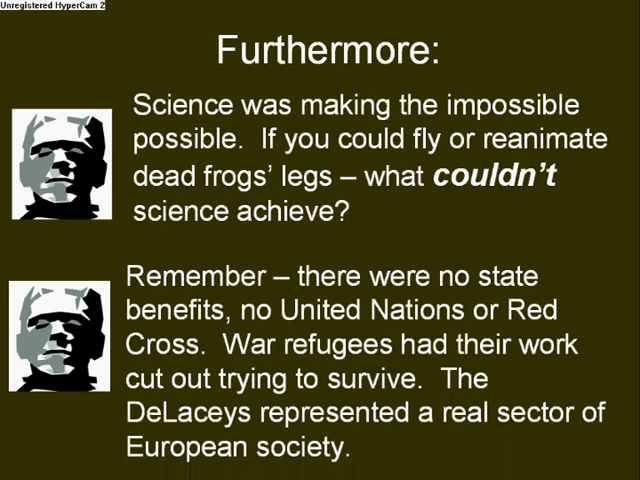 Unregistered HyperCam 2
Furthermore:
Science was making the impossible
possible.  If you could fly or reanimate
dead frogs’ legs – what couldn’t
science achieve?
Remember – there were no state
benefits, no United Nations or Red
Cross.  War refugees had their work
cut out trying to survive.  The
DeLaceys represented a real sector of
European society.